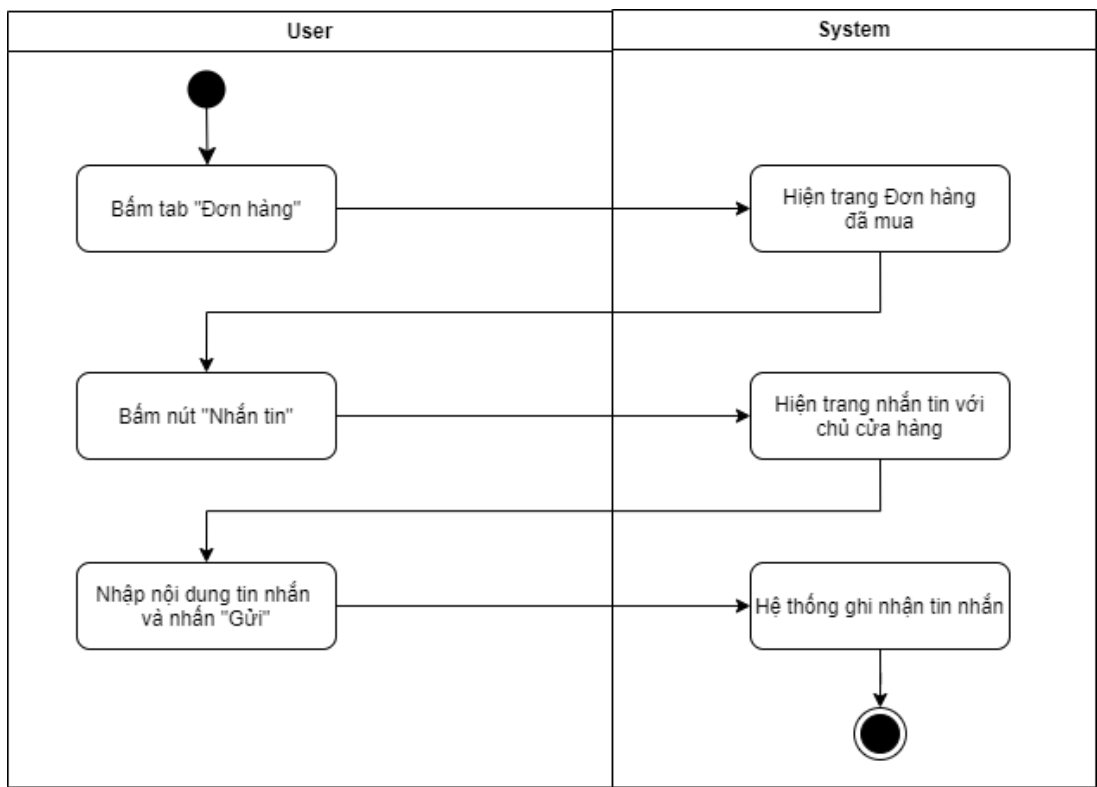 User
System
Bấm tab "Đơn hàng"
Hiện trang Đơn hàng
đã mua
Bấm nút "Nhắn tin"
Hiện trang nhắn tin với
chủ cửa hàng
Nhập nội dung tin nhắn
và nhấn "Gửi"
Hệ thống ghi nhận tin nhắn